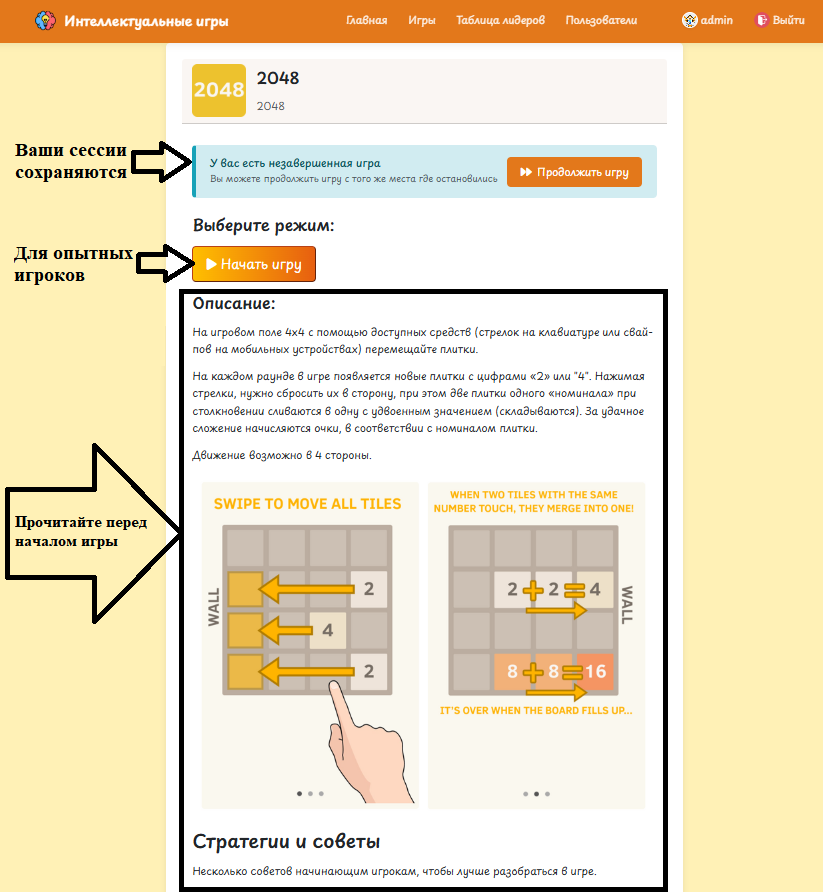 Интеллектуальные игры Главная Игры Таблица лидеров Пользователи admin Выйти
2048
2048
2048
Ваши сессии
сохраняются
У вас есть незавершенная игра
Вы можете продолжить игру с того же места где остановились
Продолжить игру
Выберите режим:
Для опытных
игроков
Начать игру
Описание:
На игровом поле 4x4 с помощью доступных средств (стрелок на клавиатуре или свай-
пов на мобильных устройствах) перемещайте плитки.
На каждом раунде в игре появляется новые плитки с цифрами «2» или "4". Нажимая
стрелки, нужно сбросить их в сторону, при этом две плитки одного «номинала» при
столкновении сливаются в одну с удвоенным значением (складываются). За удачное
сложение начисляются очки, в соответствии с номиналом плитки.
Движение возможно в 4 стороны.
Прочитайте перед
началом игры
SWIPE TO MOVE ALL TILES
WALL
2
4
2
WHEN TWO TILES WITH THE SAME
NUMBER TOUCH, THEY MERGE INTO ONE!
2 + 2 = 4
WALL
8 + 8 = 16
IT'S OVER WHEN THE BOARD FILLS UP...
Стратегии и советы
Несколько советов начинающим игрокам, чтобы лучше разобраться в игре.